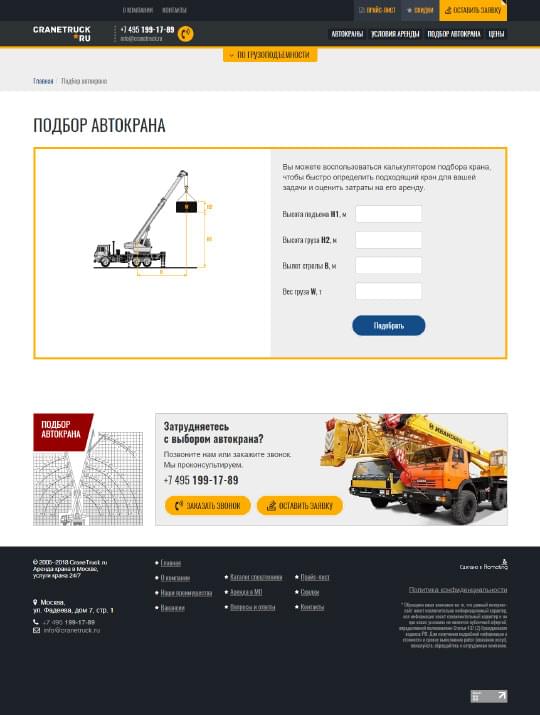 О КОМПАНИИ КОНТАКТЫ
ПРАЙС-ЛИСТ СКИДКИ ОСТАВИТЬ ЗАЯВКУ
CRANETRUCK
RU
+7 495 199-17-89
info@cranetruck.ru
АВТОКРАНЫ УСЛОВИЯ АРЕНДЫ ПОДБОР АВТОКРАНА ЦЕНЫ
ПО ГРУЗОПОДЪЕМНОСТИ
Главная / Подбор автокрана
ПОДБОР АВТОКРАНА
Вы можете воспользоваться калькулятором подбора крана,
чтобы быстро определить подходящий кран для вашей
задачи и оценить затраты на его аренду.
Высота подъема H1, м
Высота груза H2, м
Вылет стрелы B, м
Вес груза W, т
Подобрать
W
H2
H1
B
ПОДБОР
АВТОКРАНА
Затрудняетесь
с выбором автокрана?
Позвоните нам или закажите звонок.
Мы проконсультируем.
+7 495 199-17-89
ЗАКАЗАТЬ ЗВОНОК ОСТАВИТЬ ЗАЯВКУ
ИВАНОВЕЦ
© 2005–2018 CraneTruck.ru
Аренда крана в Москве,
услуги крана 24/7
Москва,
ул. Фадеева, дом 7, стр. 1
+7 495 199-17-89
info@cranetruck.ru
Главная
О компании
Наши преимущества
Вакансии
Каталог спецтехники
Аренда в МО
Вопросы и ответы
Прайс-лист
Скидки
Контакты
Сделано в
Политика конфиденциальности